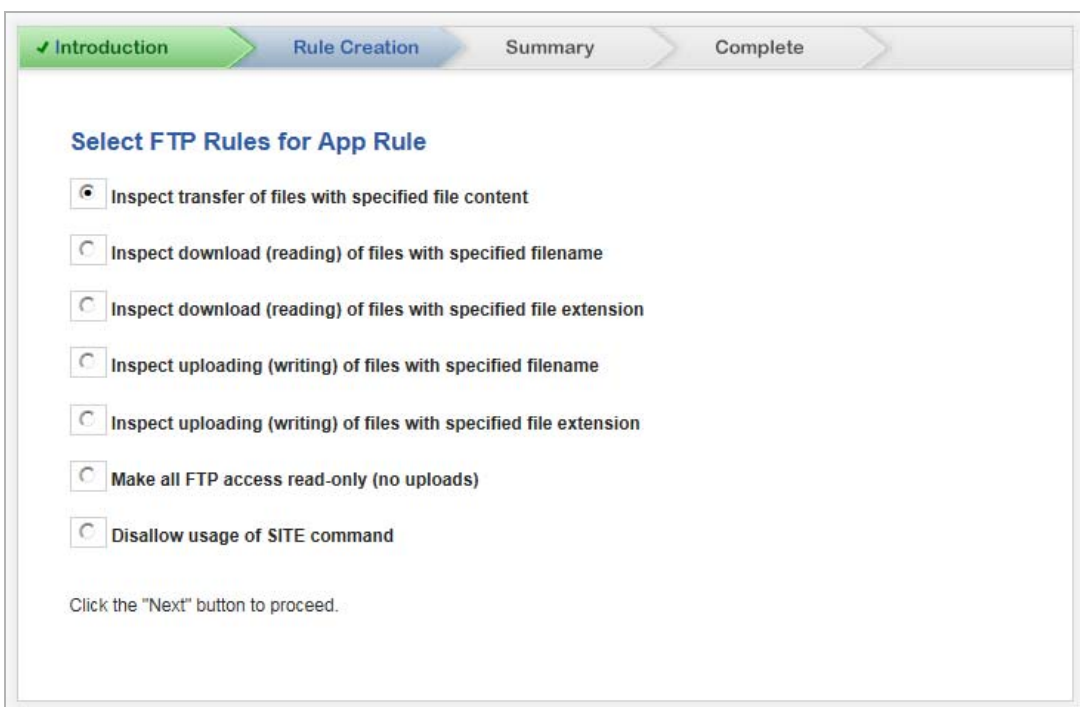 Introduction Rule Creation Summary Complete
Select FTP Rules for App Rule
Inspect transfer of files with specified file content
Inspect download (reading) of files with specified filename
Inspect download (reading) of files with specified file extension
Inspect uploading (writing) of files with specified filename
Inspect uploading (writing) of files with specified file extension
Make all FTP access read-only (no uploads)
Disallow usage of SITE command
Click the "Next" button to proceed.